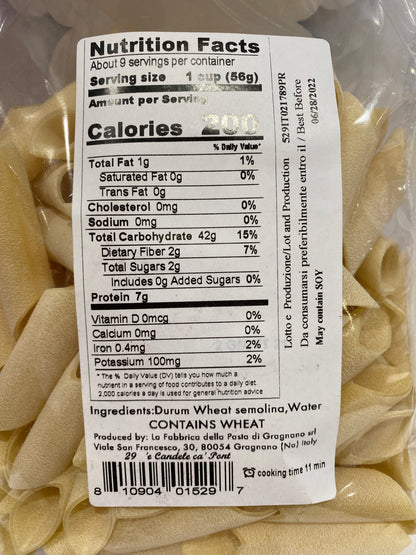 Nutrition Facts
About 9 servings per container
Serving size 1 cup (56g)
Amount per Serving
Calories 200
% Daily Value*
Total Fat 1g 1%
Saturated Fat 0g 0%
Trans Fat 0g
Cholesterol 0mg 0%
Sodium 0mg 0%
Total Carbohydrate 42g 15%
Dietary Fiber 2g 7%
Total Sugars 2g
Includes 0g Added Sugars 0%
Protein 7g
Vitamin D 0mcg 0%
Calcium 0mg 0%
Iron 0.4mg 2%
Potassium 100mg 2%
* The % Daily Value (DV) tells you how much a
nutrient in a serving of food contributes to a daily diet.
2,000 calories a day is used for general nutrition advice
Ingredients:Durum Wheat semolina,Water
CONTAINS WHEAT
Produced by: La Fabbrica della Pasta di Gragnano srl
Viale San Francesco, 30, 80054 Gragnano (Na) Italy
29 'e Candele ca' Pont
cooking time 11 min
8 10904 01529 7
Lotto e Produzione/Lot and Production 529IT021789PR
Da consumarsi preferibilmente entro il / Best Before
06/28/2022
May contain SOY